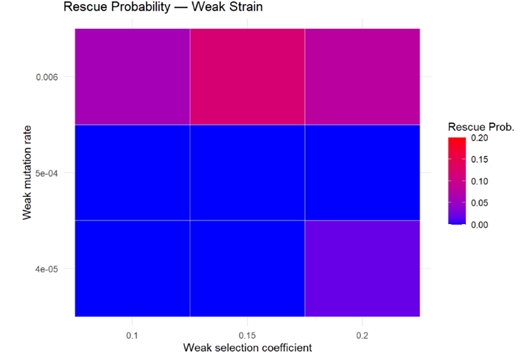 Rescue Probability — Weak Strain
Weak mutation rate
0.006
5e-04
4e-05
0.1 0.15 0.2
Weak selection coefficient
Rescue Prob.
0.20
0.15
0.10
0.05
0.00